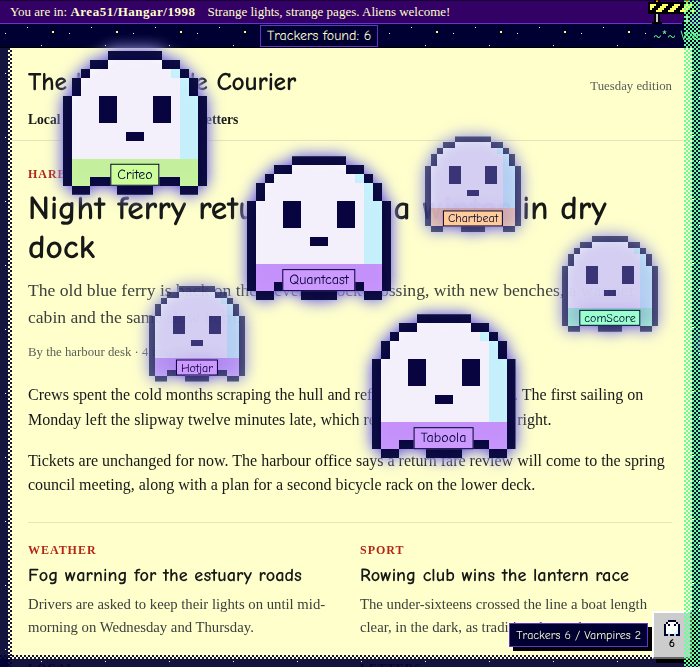 You are in: Area51/Hangar/1998 Strange lights, strange pages. Aliens welcome!
Trackers found: 6
~*~
The Courier
Tuesday edition
Local
Criteo
Chartbeat
Night ferry a in dry
dock
Quantcast
comScore
The old blue ferry is back on the with new benches,
cabin and the
Hotjar
By the harbour desk · 4
Crews spent the cold months scraping the hull and The first sailing on
Monday left the slipway twelve minutes late, which right.
Taboola
Tickets are unchanged for now. The harbour office says a return fare review will come to the spring
council meeting, along with a plan for a second bicycle rack on the lower deck.
WEATHER
Fog warning for the estuary roads
Drivers are asked to keep their lights on until mid-
morning on Wednesday and Thursday.
SPORT
Rowing club wins the lantern race
The under-sixteens crossed the line a boat length
clear, in the dark, as
Trackers 6 / Vampires 2
6